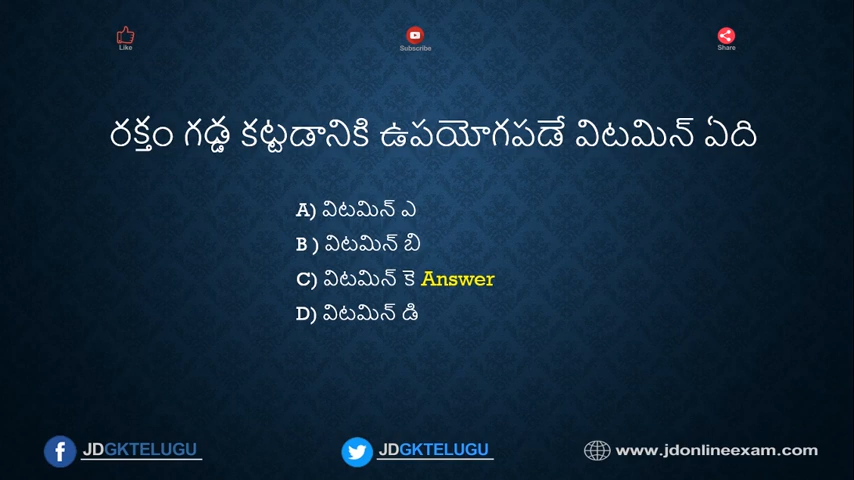 Like
Subscribe
Share
రక్తం గడ్డ కట్టడానికి ఉపయోగపడే విటమిన్ ఏది
A) విటమిన్ ఎ
B ) విటమిన్ బి
C) విటమిన్ కె Answer
D) విటమిన్ డి
JDGKTELUGU
JDGKTELUGU
www.jdonlineexam.com